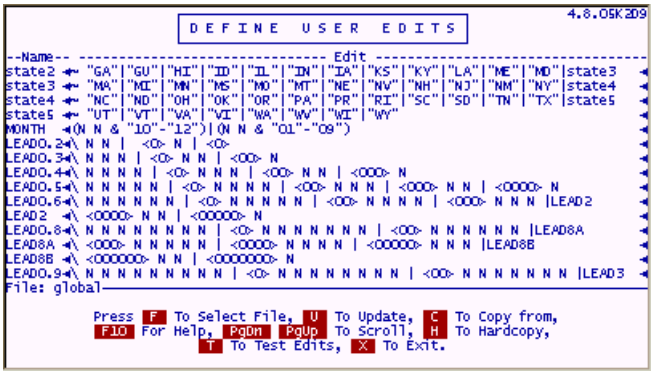 4.8.05K2D9
DEFINE USER EDITS
--Name-- ------------------------------ Edit ------------------------------
state2 "GA"|"GU"|"HI"|"ID"|"IL"|"IN"|"IA"|"KS"|"KY"|"LA"|"ME"|"MD"|state3
state3 "MA"|"MI"|"MN"|"MS"|"MO"|"MT"|"NE"|"NV"|"NH"|"NJ"|"NM"|"NY"|state4
state4 "NC"|"ND"|"OH"|"OK"|"OR"|"PA"|"PR"|"RI"|"SC"|"SD"|"TN"|"TX"|state5
state5 "UT"|"VT"|"VA"|"VI"|"WA"|"WV"|"WI"|"WY"
MONTH (N N & "10"-"12")|(N N & "01"-"09")
LEAD0.2 \ N N | <0> N | <0>
LEAD0.3 \ N N N | <0> N N | <00> N
LEAD0.4 \ N N N N | <0> N N N | <00> N N | <000> N
LEAD0.5 \ N N N N N | <0> N N N N | <00> N N N | <000> N N | <0000> N
LEAD0.6 \ N N N N N N | <0> N N N N N | <00> N N N N | <000> N N N |LEAD2
LEAD2 \ <0000> N N | <00000> N
LEAD0.8 \ N N N N N N N N | <0> N N N N N N N | <00> N N N N N N |LEAD8A
LEAD8A \ <000> N N N N N | <0000> N N N N | <00000> N N N |LEAD8B
LEAD8B \ <000000> N N | <0000000> N
LEAD0.9 \ N N N N N N N N N | <0> N N N N N N N N | <00> N N N N N N N |LEAD3
File: global
Press F To Select File, U To Update, C To Copy from,
F10 For Help, PgDn PgUp To Scroll, H To Hardcopy,
T To Test Edits, X To Exit.